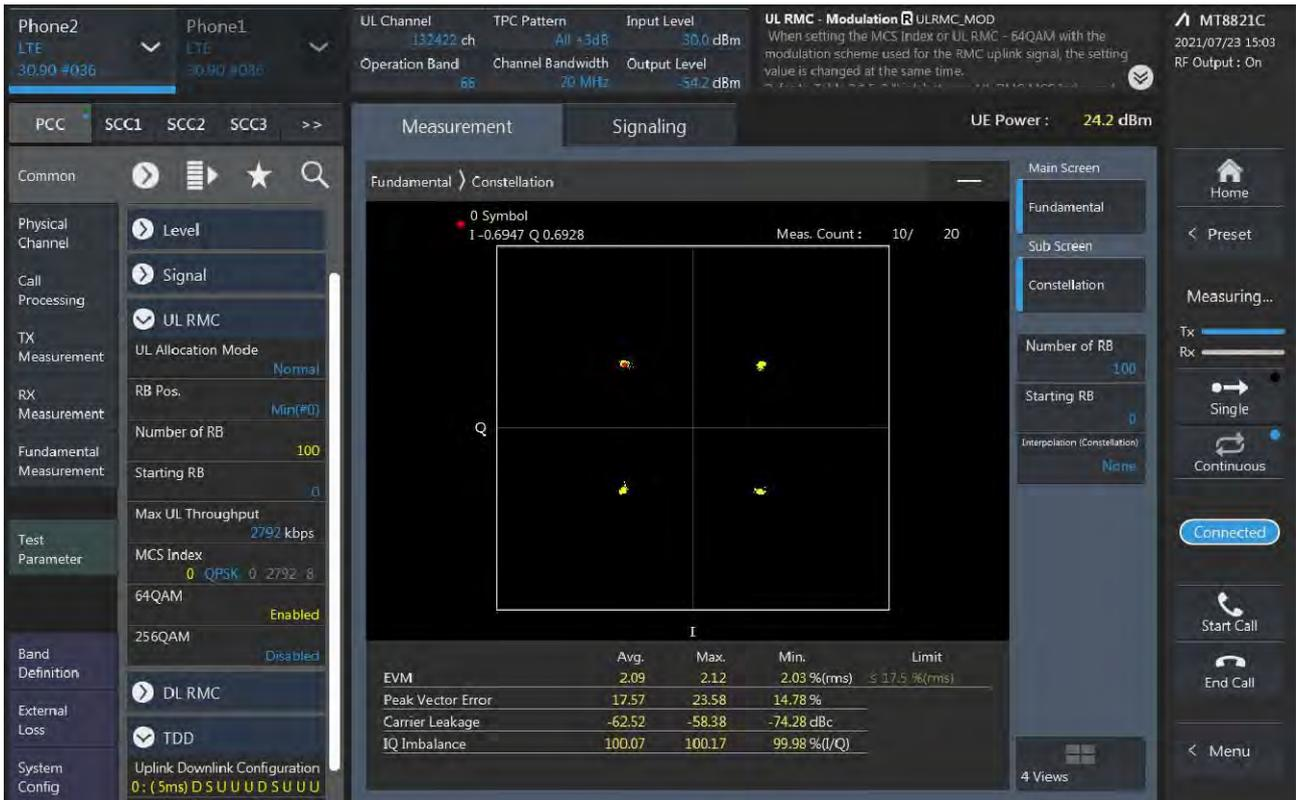 Phone2
LTE
30.90 #036
Phone1
LTE
30.90 #036
UL Channel
132422 ch
TPC Pattern
All +3dB
Input Level
30.0 dBm
Operation Band
66
Channel Bandwidth
20 MHz
Output Level
-54.2 dBm
UL RMC - Modulation R ULRMC_MOD
When setting the MCS Index or UL RMC - 64QAM with the
modulation scheme used for the RMC uplink signal, the setting
value is changed at the same time.
MT8821C
2021/07/23 15:03
RF Output : On
PCC SCC1 SCC2 SCC3 >>
Measurement
Signaling
UE Power : 24.2 dBm
Common
Physical
Channel
Call
Processing
TX
Measurement
RX
Measurement
Fundamental
Measurement
Test
Parameter
Band
Definition
External
Loss
System
Config
Level
Signal
UL RMC
UL Allocation Mode
Normal
RB Pos.
Min(#0)
Number of RB
100
Starting RB
0
Max UL Throughput
2792 kbps
MCS Index
0 QPSK 0 2792 8
64QAM
Enabled
256QAM
Disabled
DL RMC
TDD
Uplink Downlink Configuration
0 : ( 5ms) D S U U U D S U U U
Fundamental 〉 Constellation
0 Symbol
I -0.6947 Q 0.6928
Meas. Count : 10/ 20
Q
I
Avg. Max. Min. Limit
EVM 2.09 2.12 2.03 %(rms) ≤ 17.5 %(rms)
Peak Vector Error 17.57 23.58 14.78 %
Carrier Leakage -62.52 -58.38 -74.28 dBc
IQ Imbalance 100.07 100.17 99.98 %(I/Q)
Main Screen
Fundamental
Sub Screen
Constellation
Number of RB
100
Starting RB
0
Interpolation (Constellation)
None
4 Views
Home
< Preset
Measuring...
Tx
Rx
Single
Continuous
Connected
Start Call
End Call
< Menu